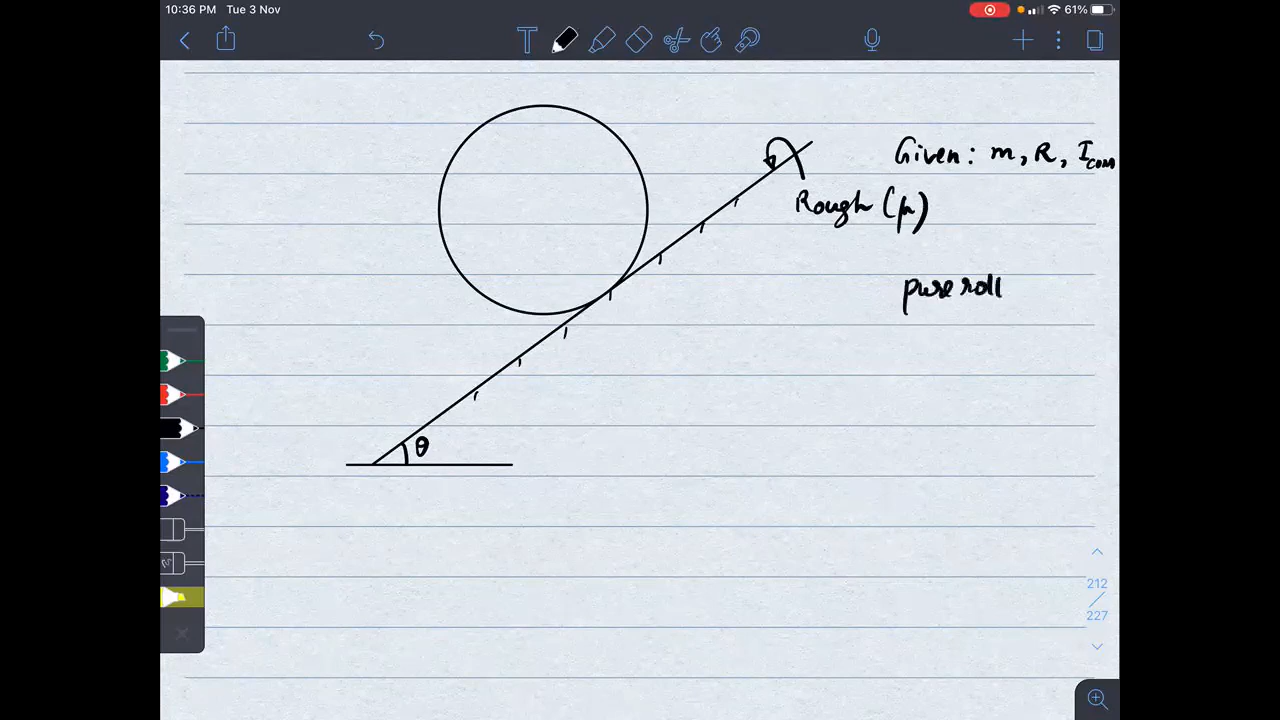 10:36 PM Tue 3 Nov
61%
T
Given: m, R, I_COM
Rough (μ)
pure roll
θ
212
227